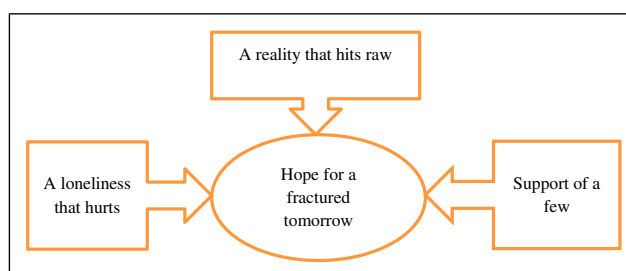 A reality that hits raw
A loneliness
that hurts
Hope for a
fractured
tomorrow
Support of a
few